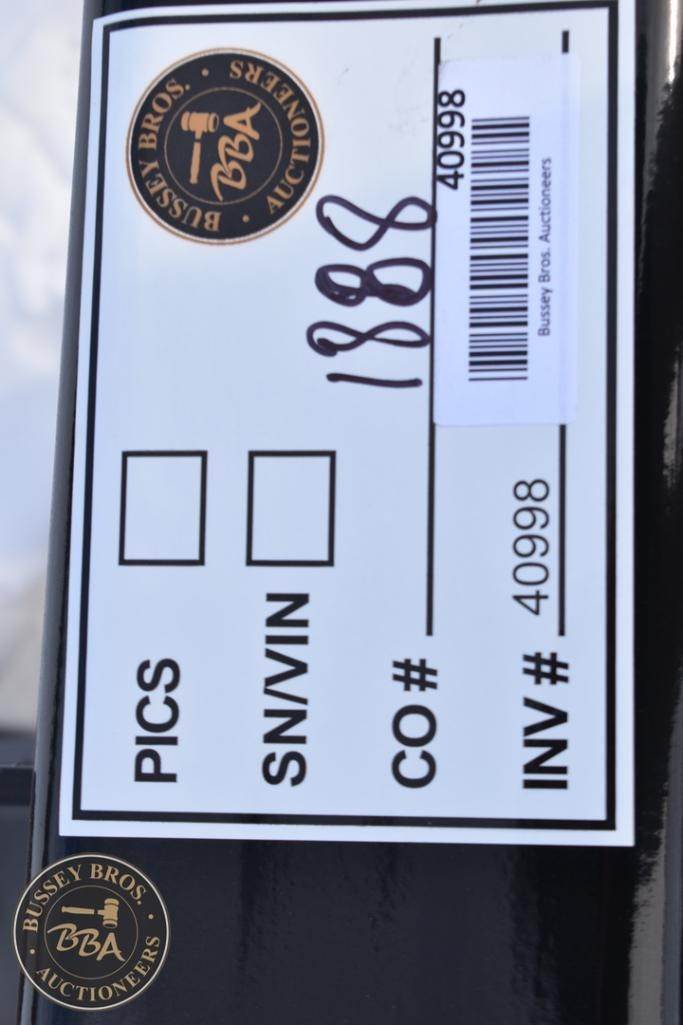 BUSSEY BROS. · AUCTIONEERS ·
BBA
PICS
SN/VIN
CO # 1888
40998
INV # 40998
Bussey Bros. Auctioneers
BUSSEY BROS. · AUCTIONEERS ·
BBA